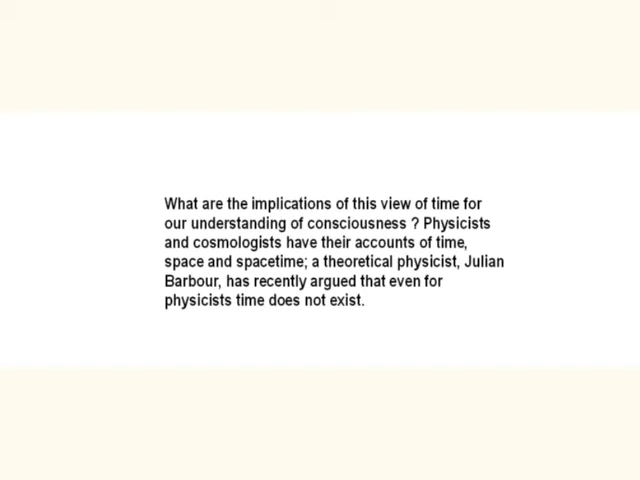 What are the implications of this view of time for
our understanding of consciousness ? Physicists
and cosmologists have their accounts of time,
space and spacetime; a theoretical physicist, Julian
Barbour, has recently argued that even for
physicists time does not exist.